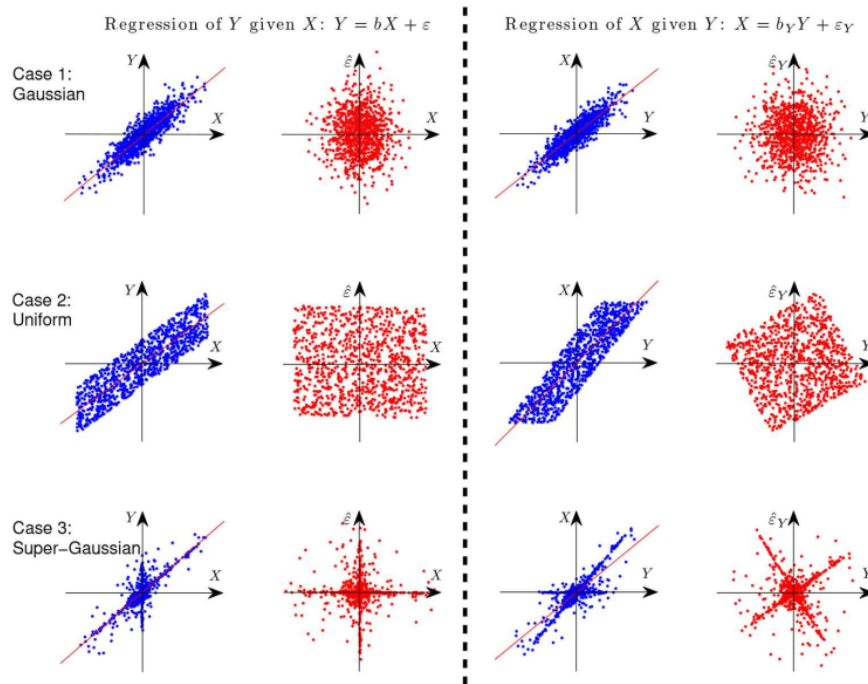 Regression of Y given X: Y = bX + ε
Regression of X given Y: X = b_Y Y + ε_Y
Case 1:
Gaussian
Y
X
ε̂
X
X
Y
ε̂_Y
Y
Case 2:
Uniform
Y
X
ε̂
X
X
Y
ε̂_Y
Y
Case 3:
Super-Gaussian
Y
X
ε̂
X
X
Y
ε̂_Y
Y